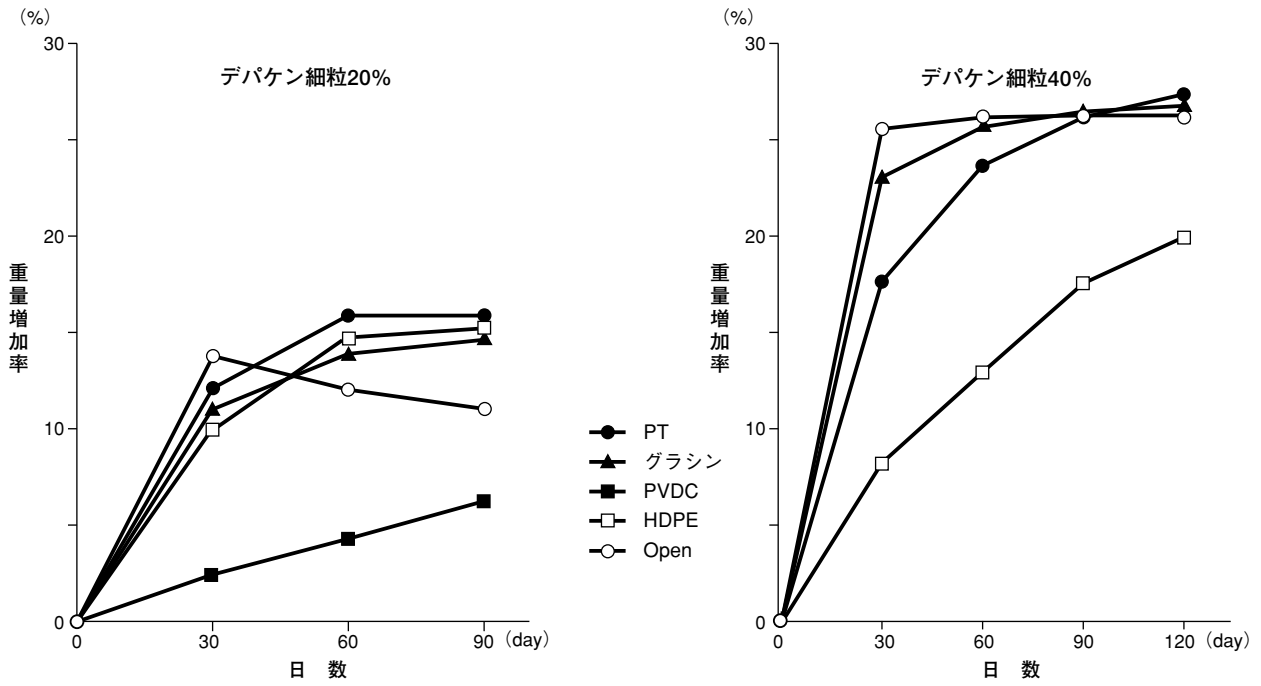 (%)
30
デパケン細粒20%
20
重量増加率
10
0
0 30 60 90 (day)
日 数
PT
グラシン
PVDC
HDPE
Open
(%)
30
デパケン細粒40%
20
重量増加率
10
0
0 30 60 90 120 (day)
日 数